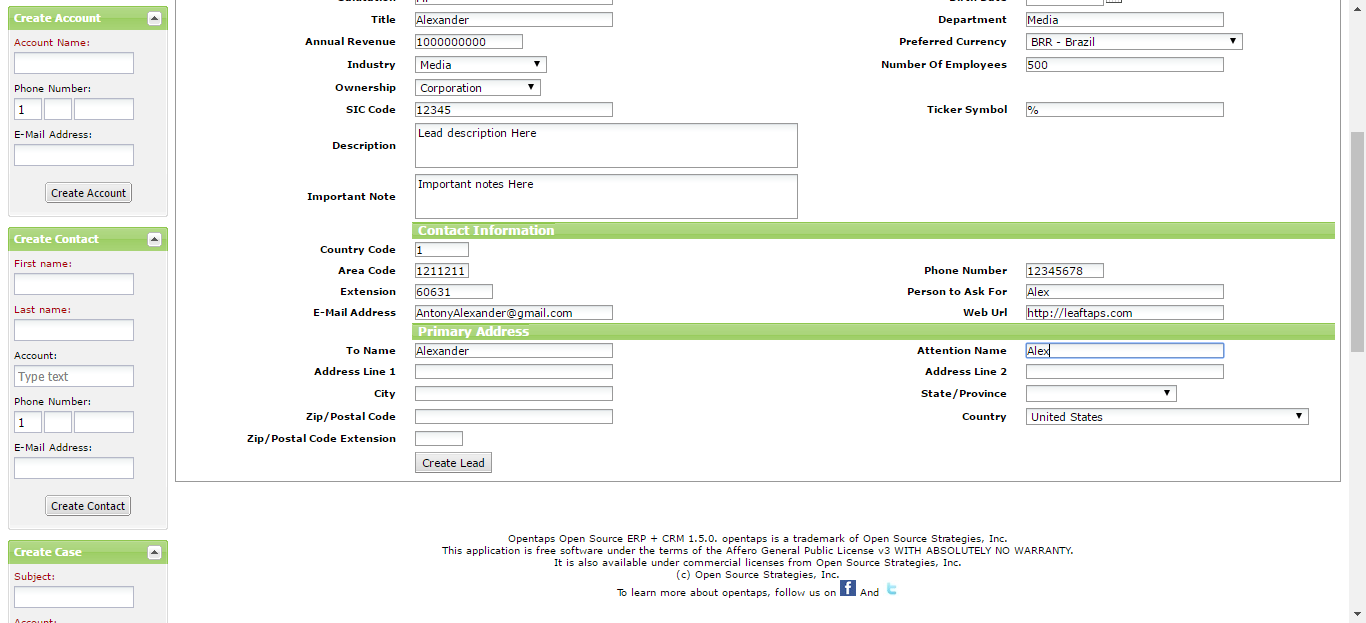 Create Account
Account Name:
Phone Number:
1
E-Mail Address:
Create Account
Create Contact
First name:
Last name:
Account:
Type text
Phone Number:
1
E-Mail Address:
Create Contact
Create Case
Subject:
Title Alexander Department Media
Annual Revenue 1000000000 Preferred Currency BRR - Brazil
Industry Media Number Of Employees 500
Ownership Corporation
SIC Code 12345 Ticker Symbol %
Description Lead description Here
Important Note Important notes Here
Contact Information
Country Code 1
Area Code 1211211 Phone Number 12345678
Extension 60631 Person to Ask For Alex
E-Mail Address AntonyAlexander@gmail.com Web Url http://leaftaps.com
Primary Address
To Name Alexander Attention Name Alex
Address Line 1 Address Line 2
City State/Province
Zip/Postal Code Country United States
Zip/Postal Code Extension
Create Lead
Opentaps Open Source ERP + CRM 1.5.0. opentaps is a trademark of Open Source Strategies, Inc.
This application is free software under the terms of the Affero General Public License v3 WITH ABSOLUTELY NO WARRANTY.
It is also available under commercial licenses from Open Source Strategies, Inc.
(c) Open Source Strategies, Inc.
To learn more about opentaps, follow us on f And t